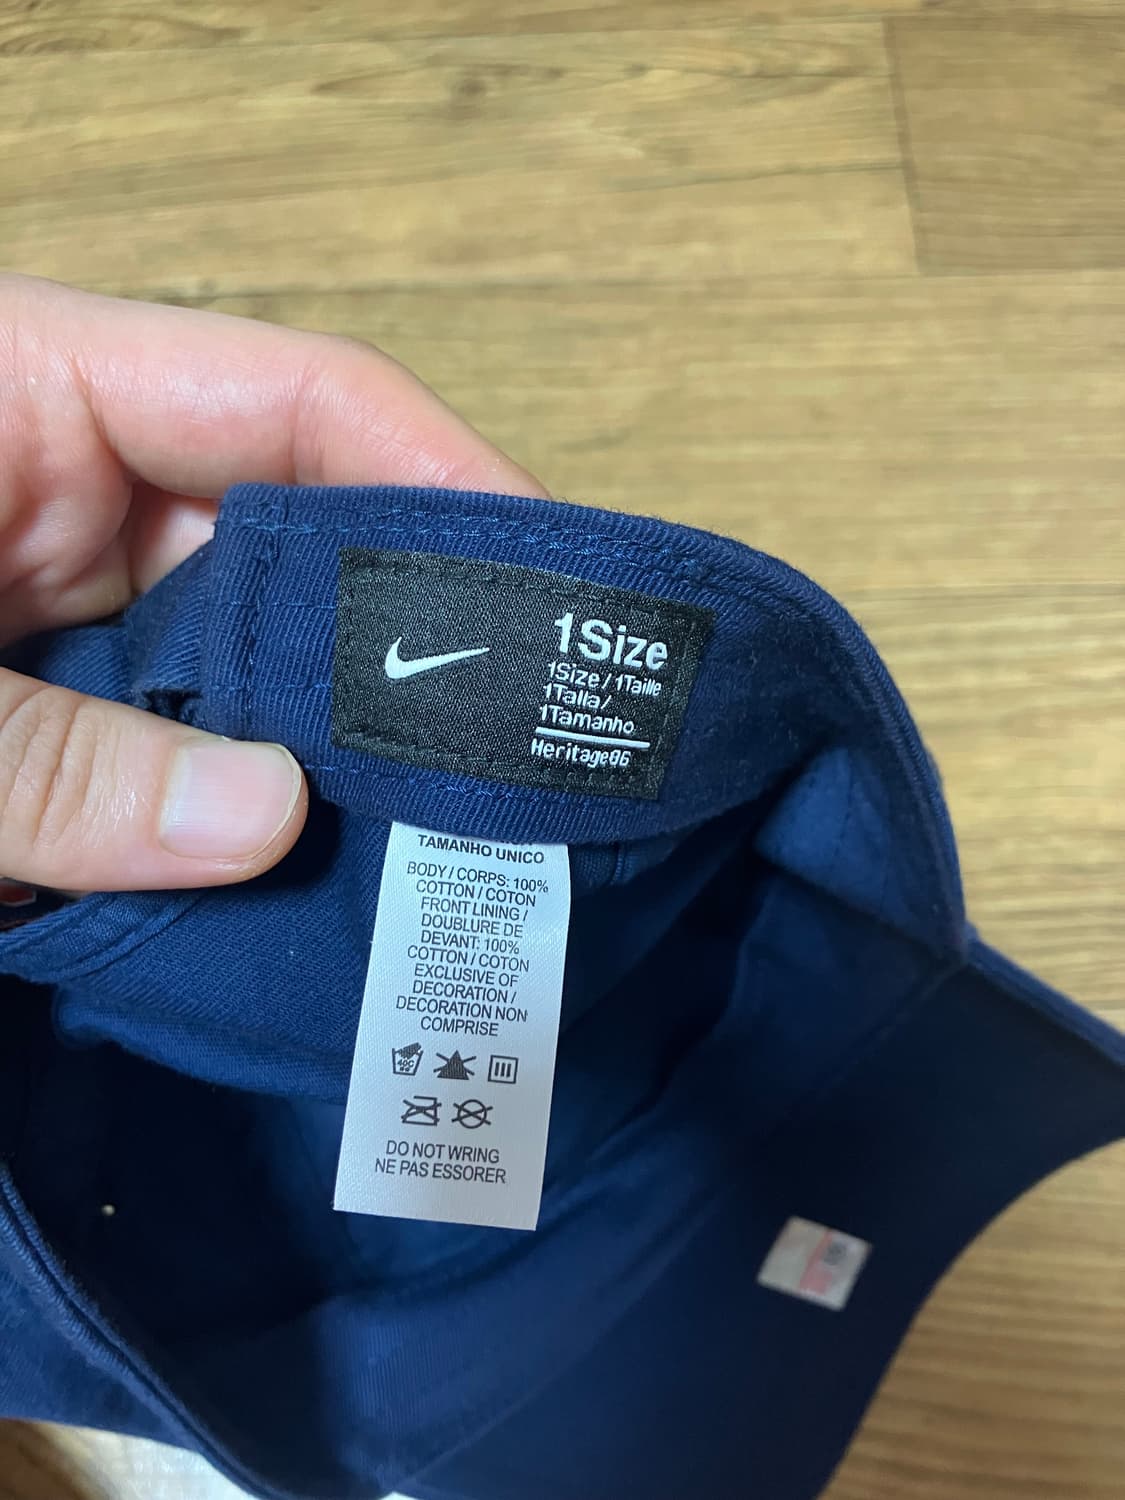 1Size
1Size / 1Taille
1Talla /
1Tamanho
Heritage86
TAMANHO UNICO
BODY / CORPS: 100%
COTTON / COTON
FRONT LINING /
DOUBLURE DE
DEVANT: 100%
COTTON / COTON
EXCLUSIVE OF
DECORATION /
DECORATION NON
COMPRISE
40C
DO NOT WRING
NE PAS ESSORER